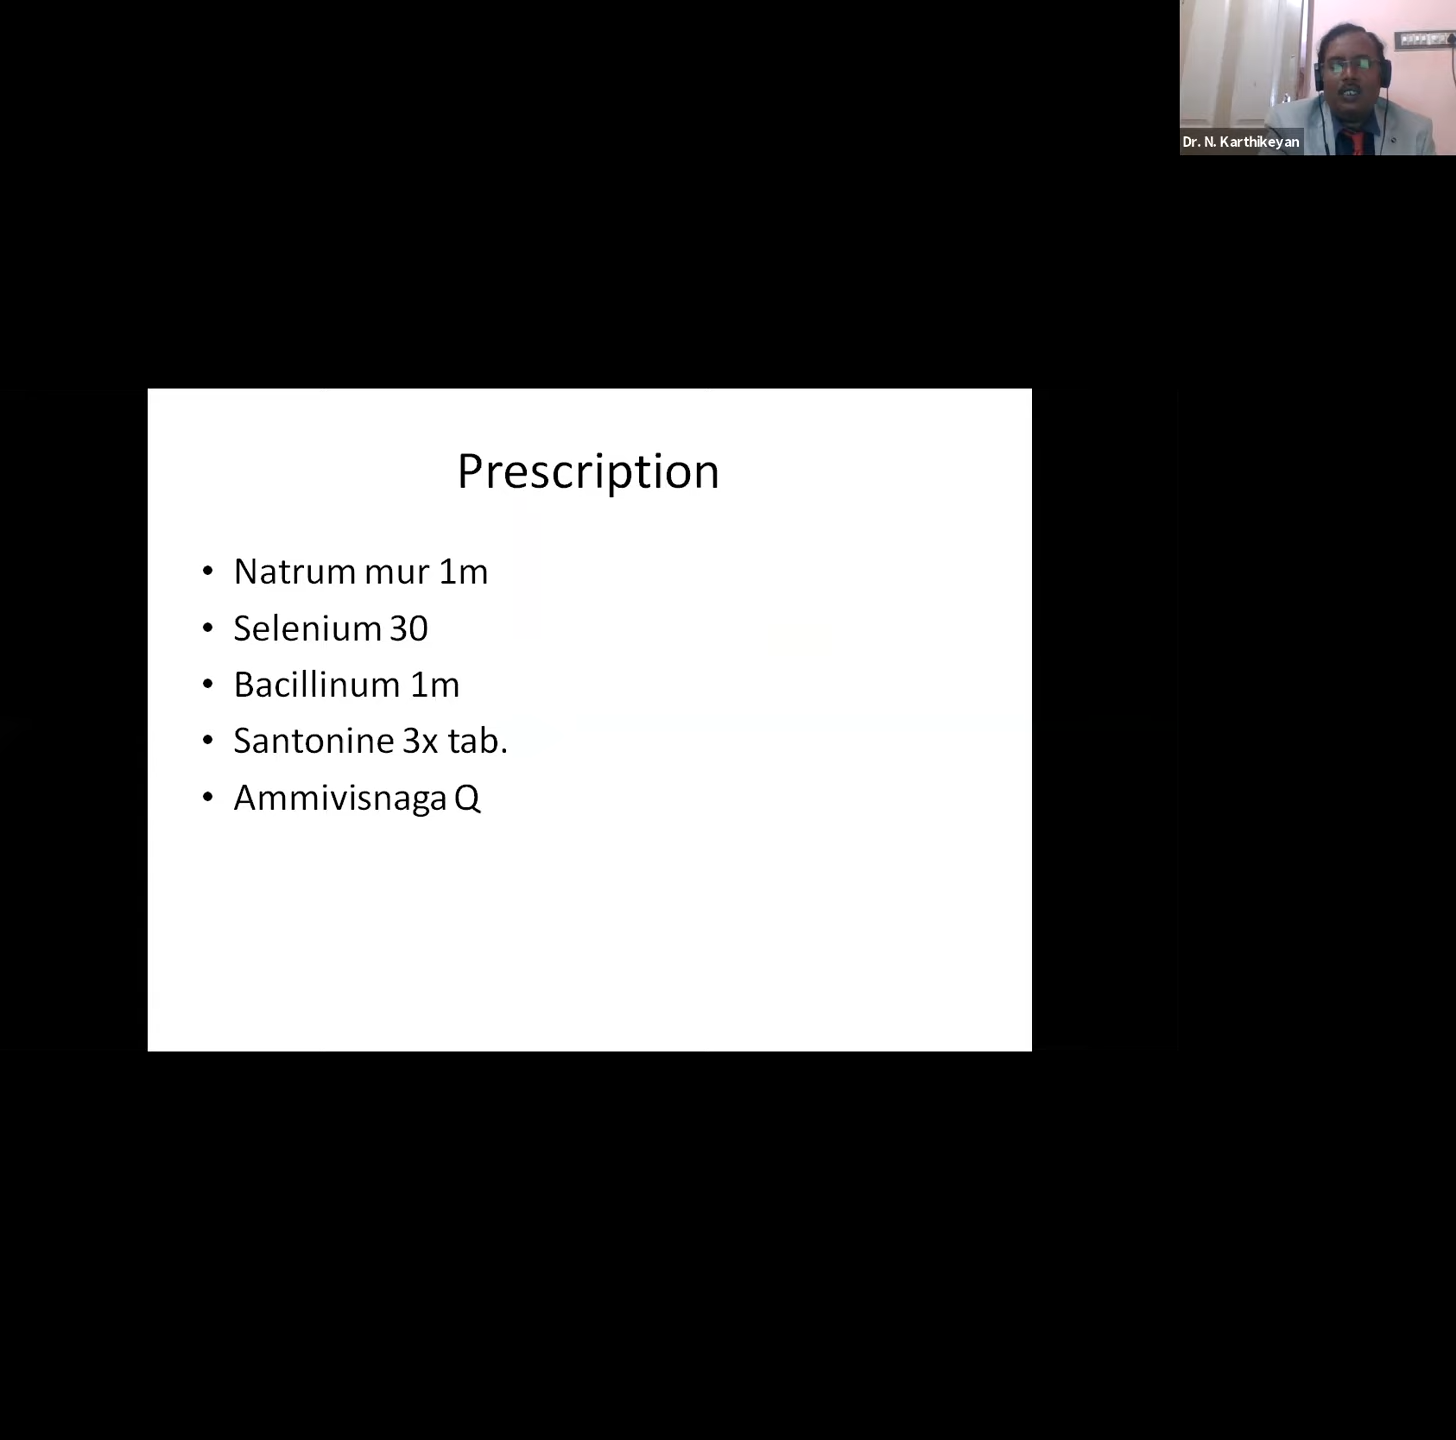 Dr. N. Karthikeyan
Prescription
• Natrum mur 1m
• Selenium 30
• Bacillinum 1m
• Santonine 3x tab.
• Ammivisnaga Q